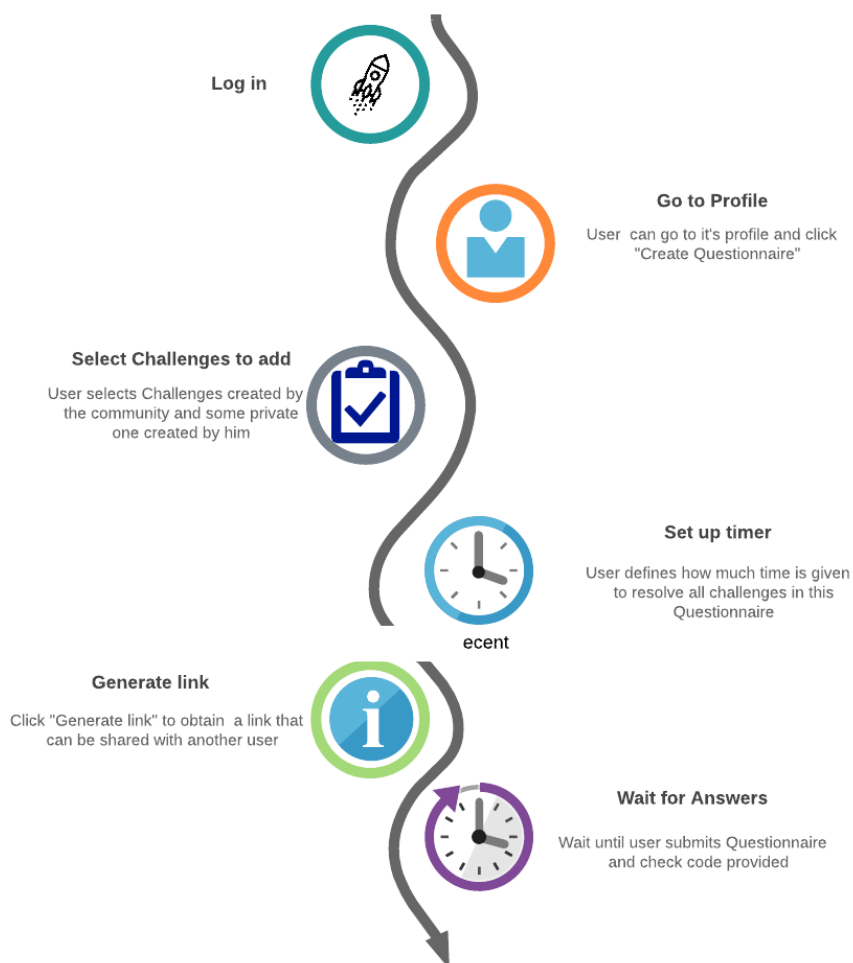 Log in
Go to Profile
User can go to it's profile and click
"Create Questionnaire"
Select Challenges to add
User selects Challenges created by
the community and some private
one created by him
Set up timer
User defines how much time is given
to resolve all challenges in this
Questionnaire
ecent
Generate link
Click "Generate link" to obtain a link that
can be shared with another user
Wait for Answers
Wait until user submits Questionnaire
and check code provided